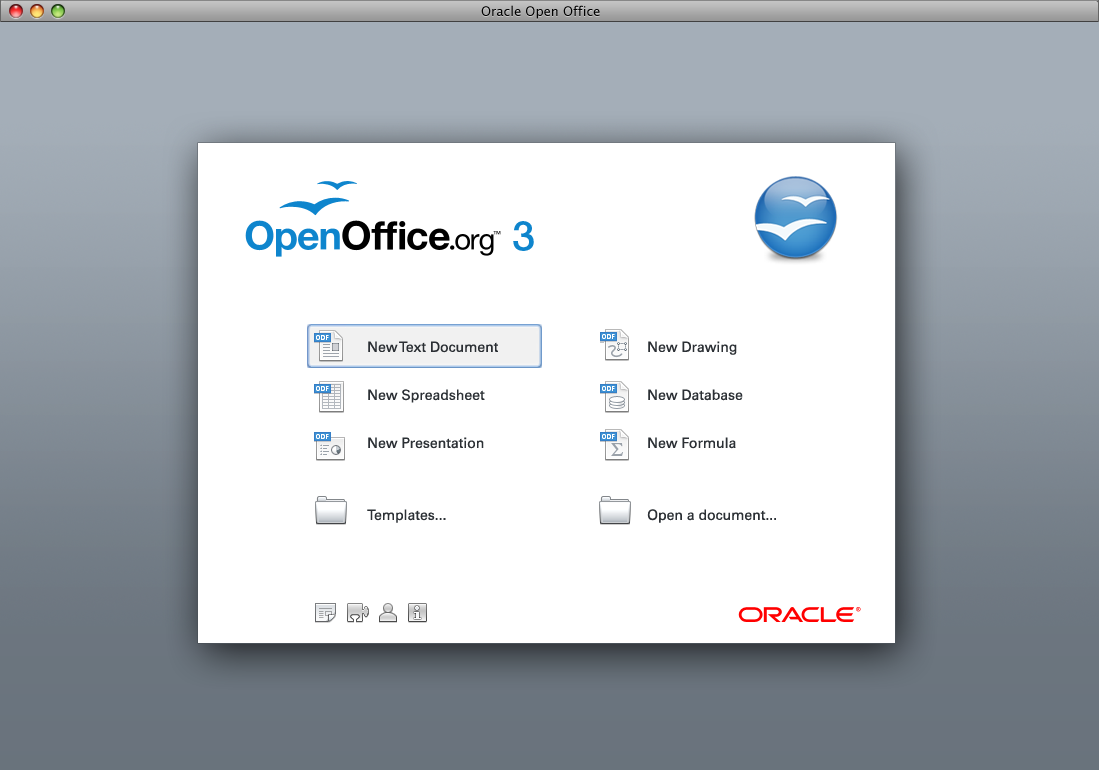 Oracle Open Office
OpenOffice.org™ 3
ODF New Text Document
ODF New Drawing
ODF New Spreadsheet
ODF New Database
ODF New Presentation
ODF New Formula
Templates...
Open a document...
ORACLE®